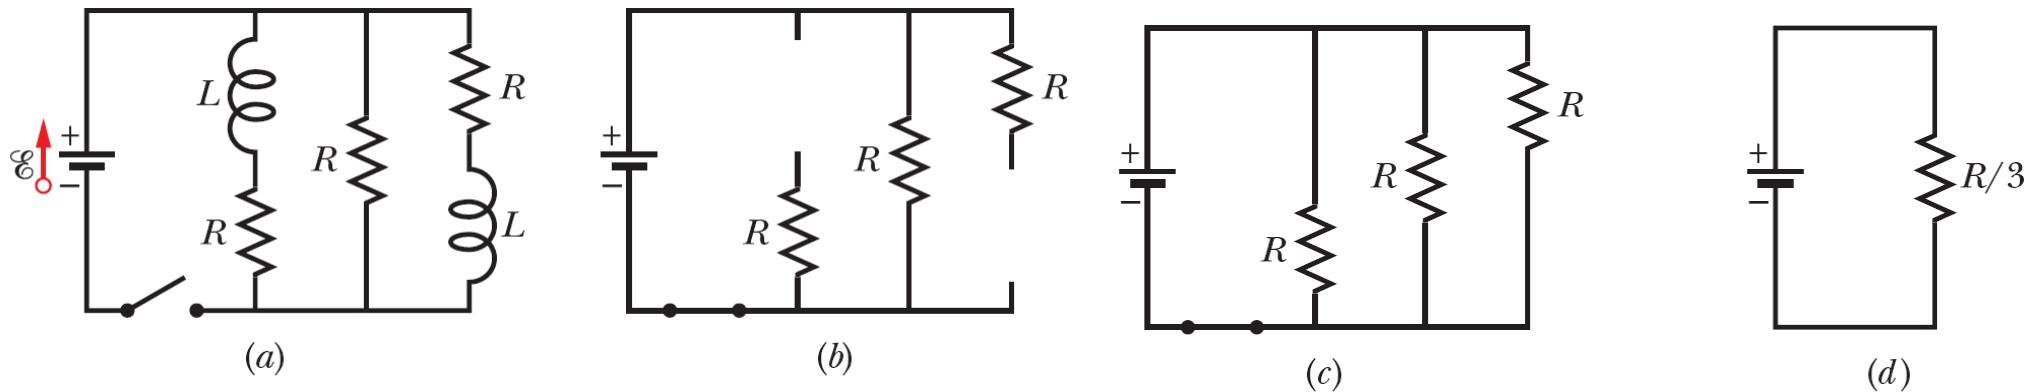 L R R R L
ℰ + −
(a)
R R R
+ −
(b)
R R R
+ −
(c)
R/3
+ −
(d)